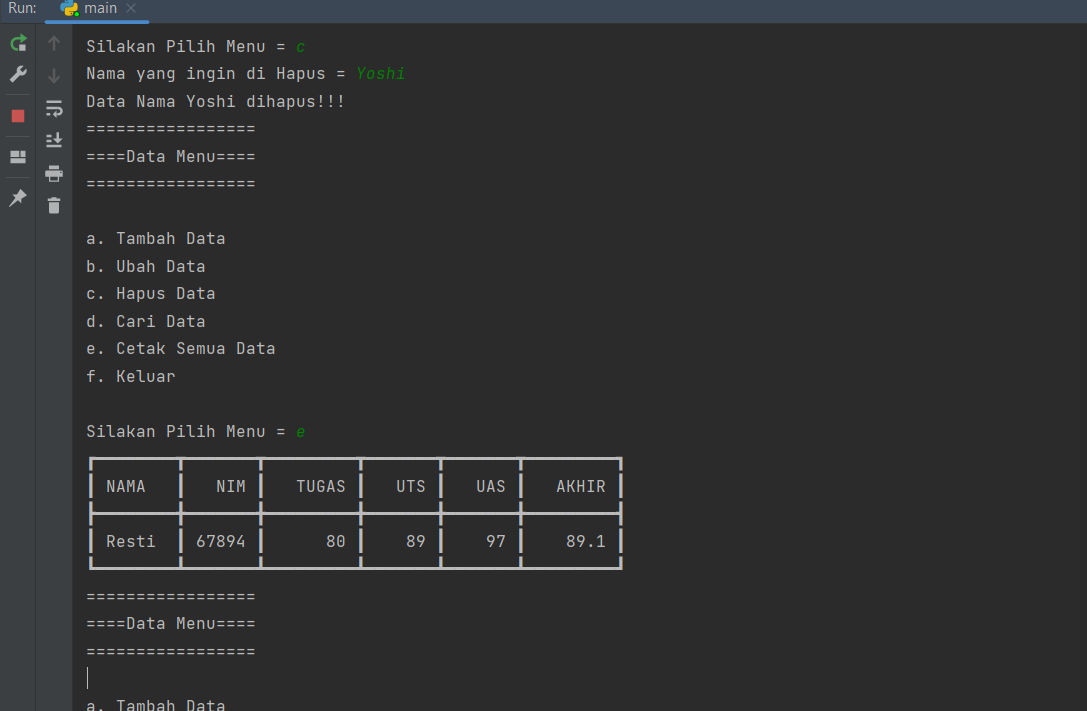 Run: main
Silakan Pilih Menu = c
Nama yang ingin di Hapus = Yoshi
Data Nama Yoshi dihapus!!!
=================
====Data Menu====
=================
a. Tambah Data
b. Ubah Data
c. Hapus Data
d. Cari Data
e. Cetak Semua Data
f. Keluar
Silakan Pilih Menu = e
NAMA NIM TUGAS UTS UAS AKHIR
Resti 67894 80 89 97 89.1
=================
====Data Menu====
=================
a. Tambah Data